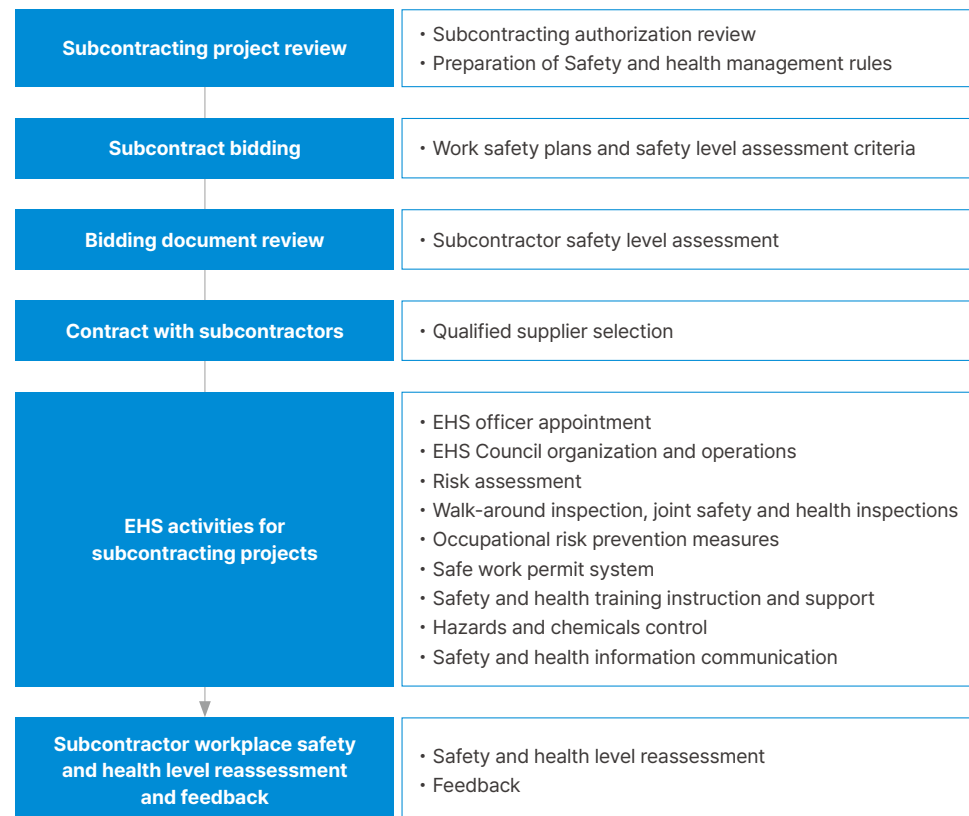 Subcontracting project review
• Subcontracting authorization review
• Preparation of Safety and health management rules
Subcontract bidding
• Work safety plans and safety level assessment criteria
Bidding document review
• Subcontractor safety level assessment
Contract with subcontractors
• Qualified supplier selection
EHS activities for
subcontracting projects
• EHS officer appointment
• EHS Council organization and operations
• Risk assessment
• Walk-around inspection, joint safety and health inspections
• Occupational risk prevention measures
• Safe work permit system
• Safety and health training instruction and support
• Hazards and chemicals control
• Safety and health information communication
Subcontractor workplace safety
and health level reassessment
and feedback
• Safety and health level reassessment
• Feedback